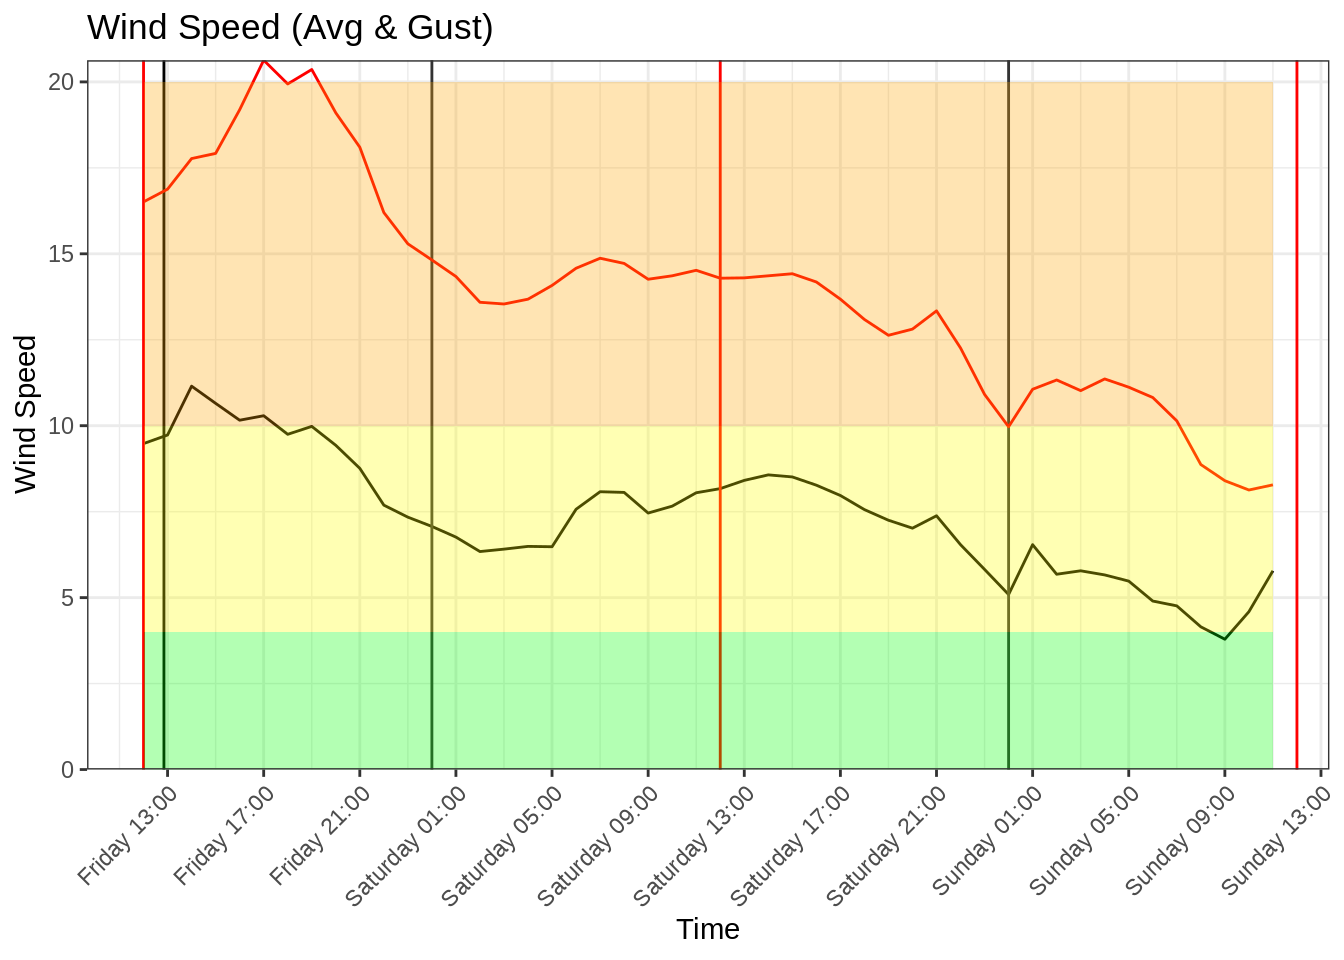 Wind Speed (Avg & Gust)
Wind Speed
20
15
10
5
0
Friday 13:00
Friday 17:00
Friday 21:00
Saturday 01:00
Saturday 05:00
Saturday 09:00
Saturday 13:00
Saturday 17:00
Saturday 21:00
Sunday 01:00
Sunday 05:00
Sunday 09:00
Sunday 13:00
Time